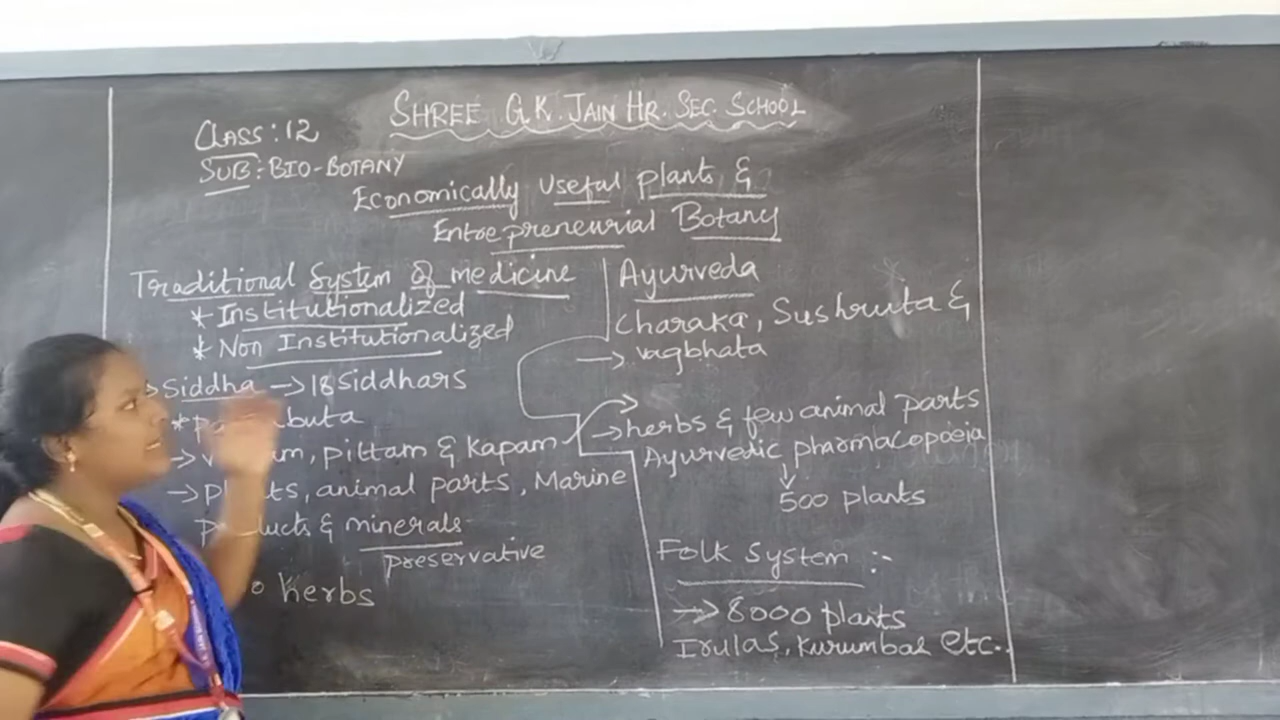 SHREE G.K. JAIN HR. SEC. SCHOOL
CLASS: 12
SUB: BIO-BOTANY
Economically useful plants &
Entrepreneurial Botany
Traditional System of medicine
* Institutionalized
* Non Institutionalized
Siddha → 18 Siddhars
pittam & kapam
→ animal parts, Marine
& minerals
preservative
Herbs
Ayurveda
Charaka, Sushruta &
→ vagbhata
→ herbs & few animal parts
Ayurvedic pharmacopoeia
↓
500 plants
Folk System :-
→ 8000 plants
Irulas, Kurumbas etc..